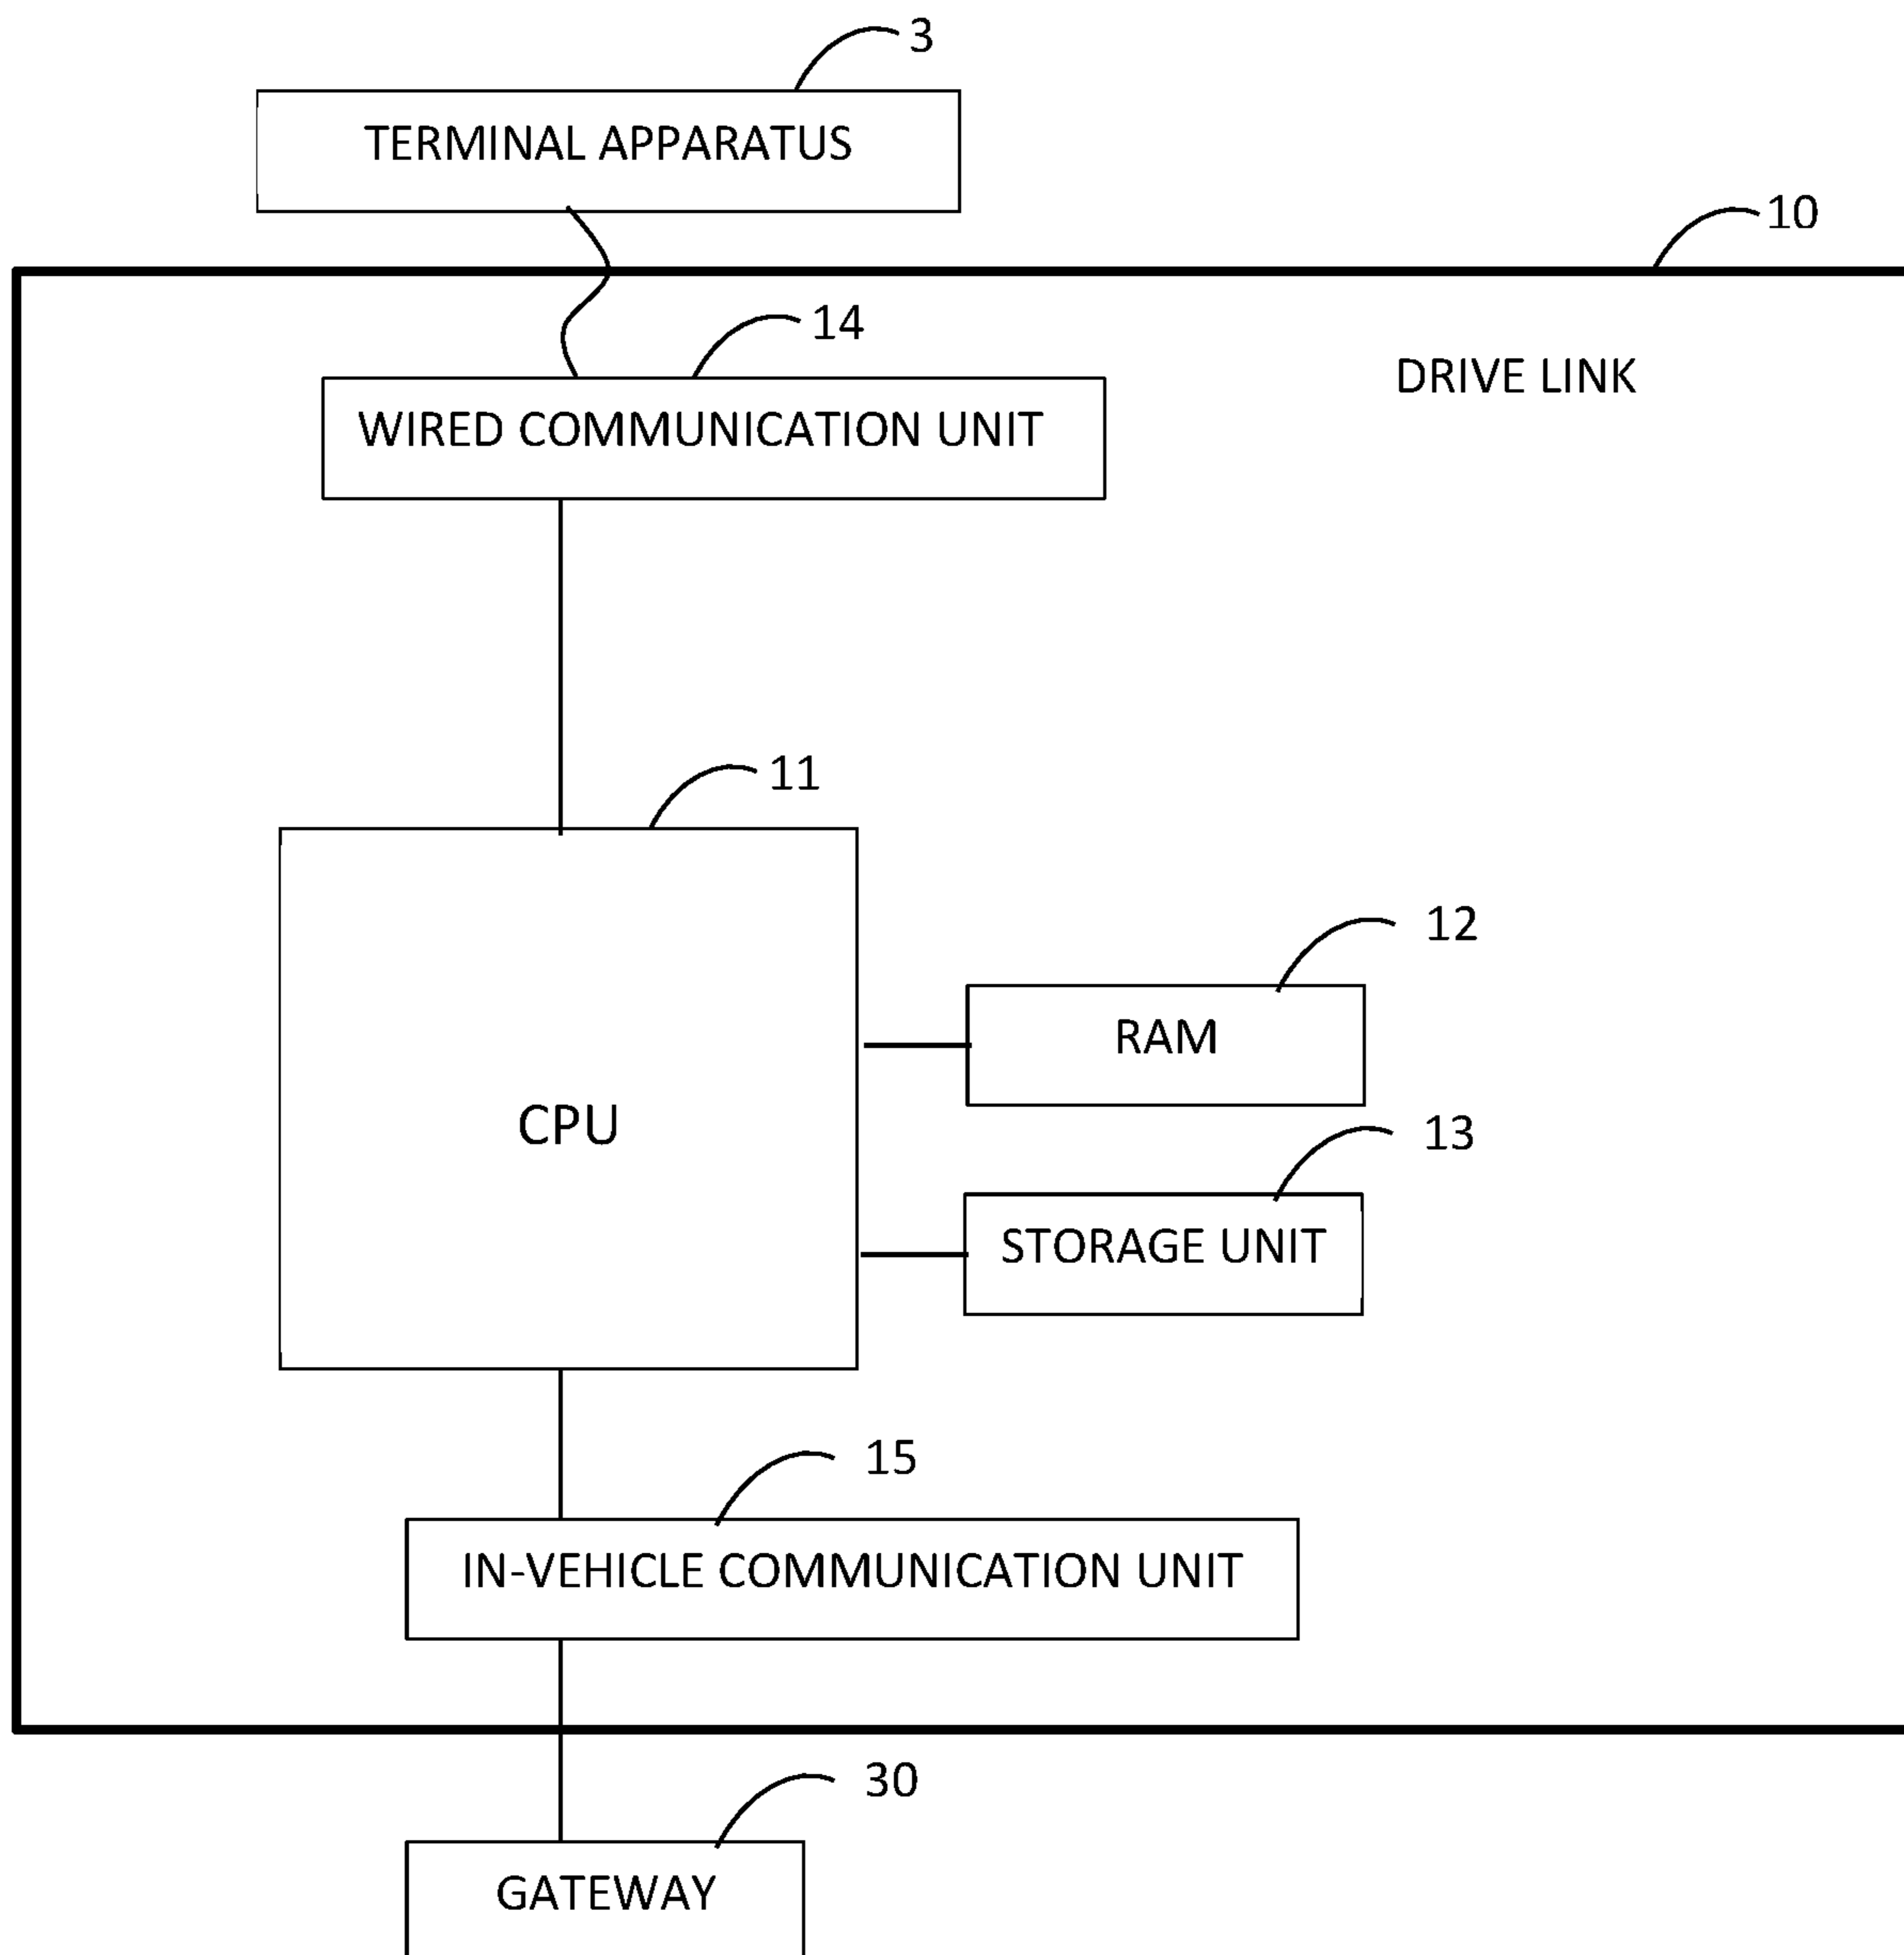 3
TERMINAL APPARATUS
10
14
DRIVE LINK
WIRED COMMUNICATION UNIT
11
12
RAM
CPU
13
STORAGE UNIT
15
IN-VEHICLE COMMUNICATION UNIT
30
GATEWAY